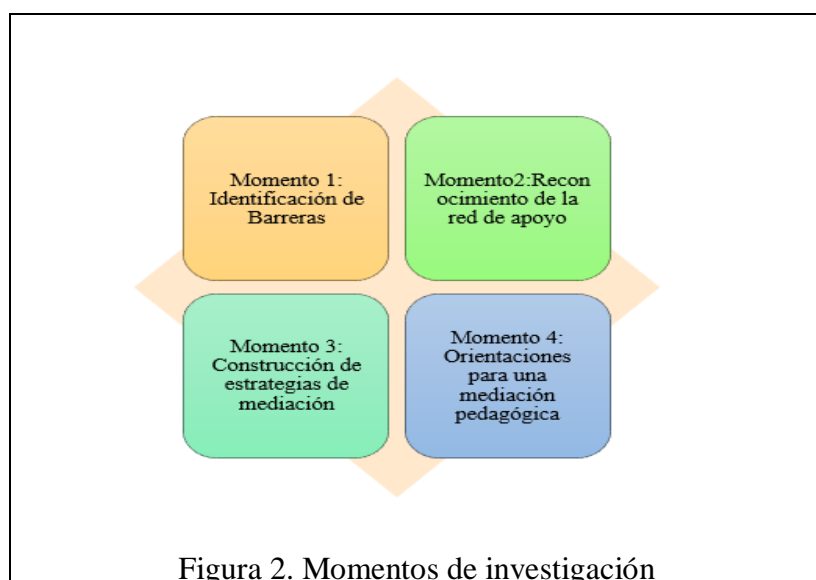 Momento 1:
Identificación de
Barreras
Momento2:Recon
ocimiento de la
red de apoyo
Momento 3:
Construcción de
estrategias de
mediación
Momento 4:
Orientaciones
para una
mediación
pedagógica
Figura 2. Momentos de investigación